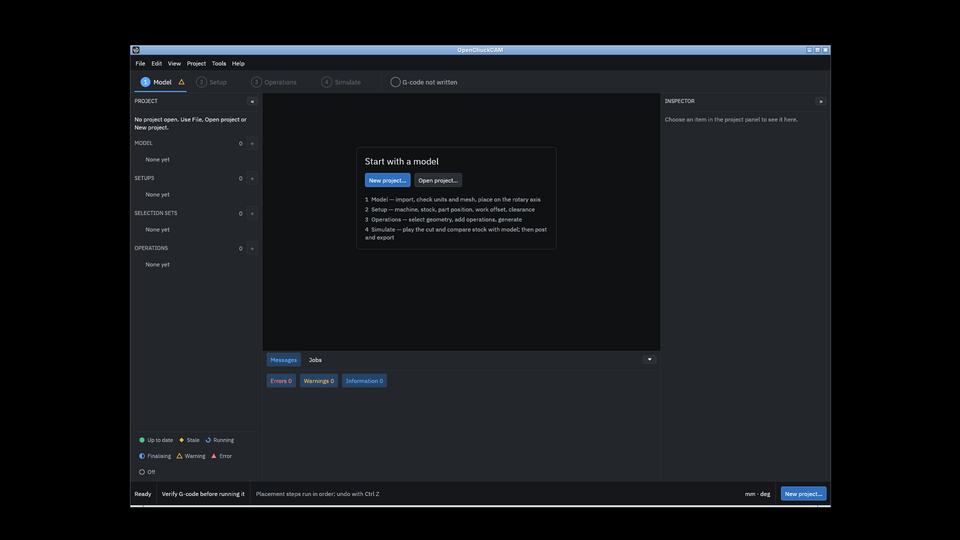 OpenChuckCAM
File Edit View Project Tools Help
1 Model 2 Setup 3 Operations 4 Simulate G-code not written
PROJECT
No project open. Use File, Open project or
New project.
MODEL 0 +
None yet
SETUPS 0 +
None yet
SELECTION SETS 0 +
None yet
OPERATIONS 0 +
None yet
Up to date Stale Running
Finalising Warning Error
Off
Start with a model
New project... Open project...
1 Model — import, check units and mesh, place on the rotary axis
2 Setup — machine, stock, part position, work offset, clearance
3 Operations — select geometry, add operations, generate
4 Simulate — play the cut and compare stock with model; then post
and export
Messages Jobs
Errors 0 Warnings 0 Information 0
INSPECTOR
Choose an item in the project panel to see it here.
Ready Verify G-code before running it Placement steps run in order; undo with Ctrl Z mm · deg New project...